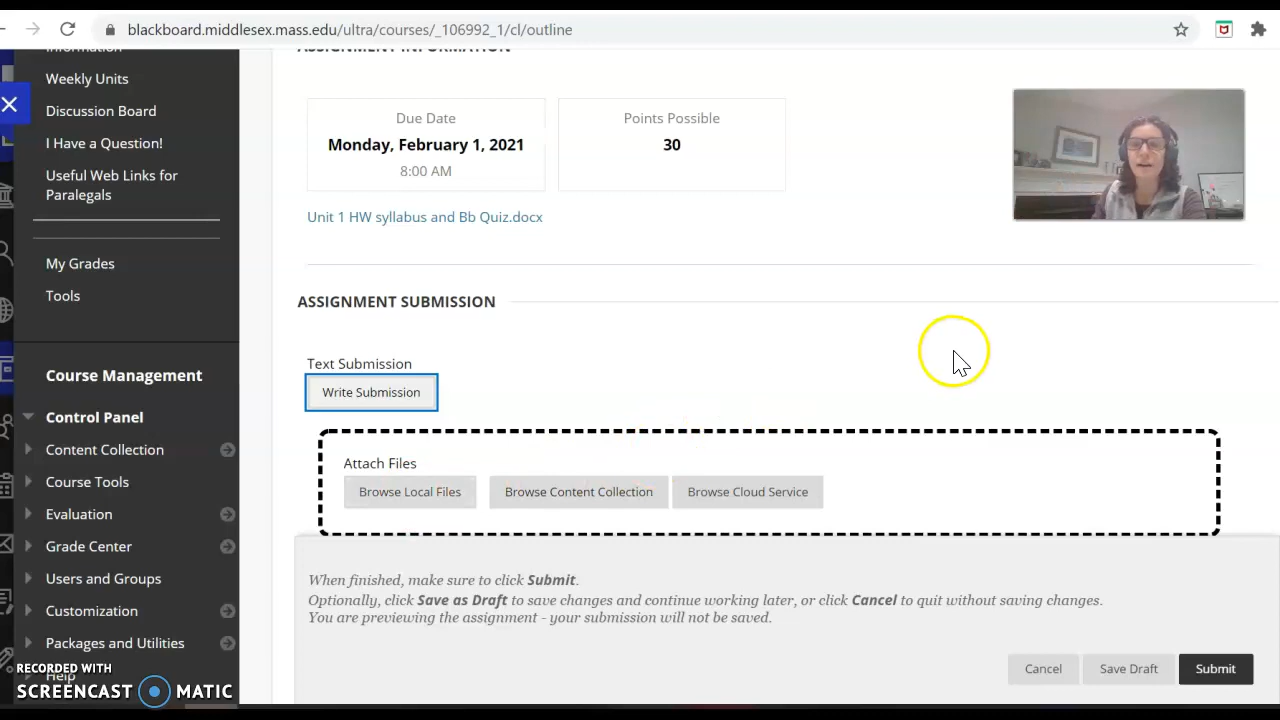 blackboard.middlesex.mass.edu/ultra/courses/_106992_1/cl/outline
Information
Weekly Units
Discussion Board
I Have a Question!
Useful Web Links for
Paralegals
My Grades
Tools
Course Management
Control Panel
Content Collection
Course Tools
Evaluation
Grade Center
Users and Groups
Customization
Packages and Utilities
Help
RECORDED WITH
SCREENCAST MATIC
ASSIGNMENT INFORMATION
Due Date
Monday, February 1, 2021
8:00 AM
Points Possible
30
Unit 1 HW syllabus and Bb Quiz.docx
ASSIGNMENT SUBMISSION
Text Submission
Write Submission
Attach Files
Browse Local Files Browse Content Collection Browse Cloud Service
When finished, make sure to click Submit.
Optionally, click Save as Draft to save changes and continue working later, or click Cancel to quit without saving changes.
You are previewing the assignment - your submission will not be saved.
Cancel Save Draft Submit